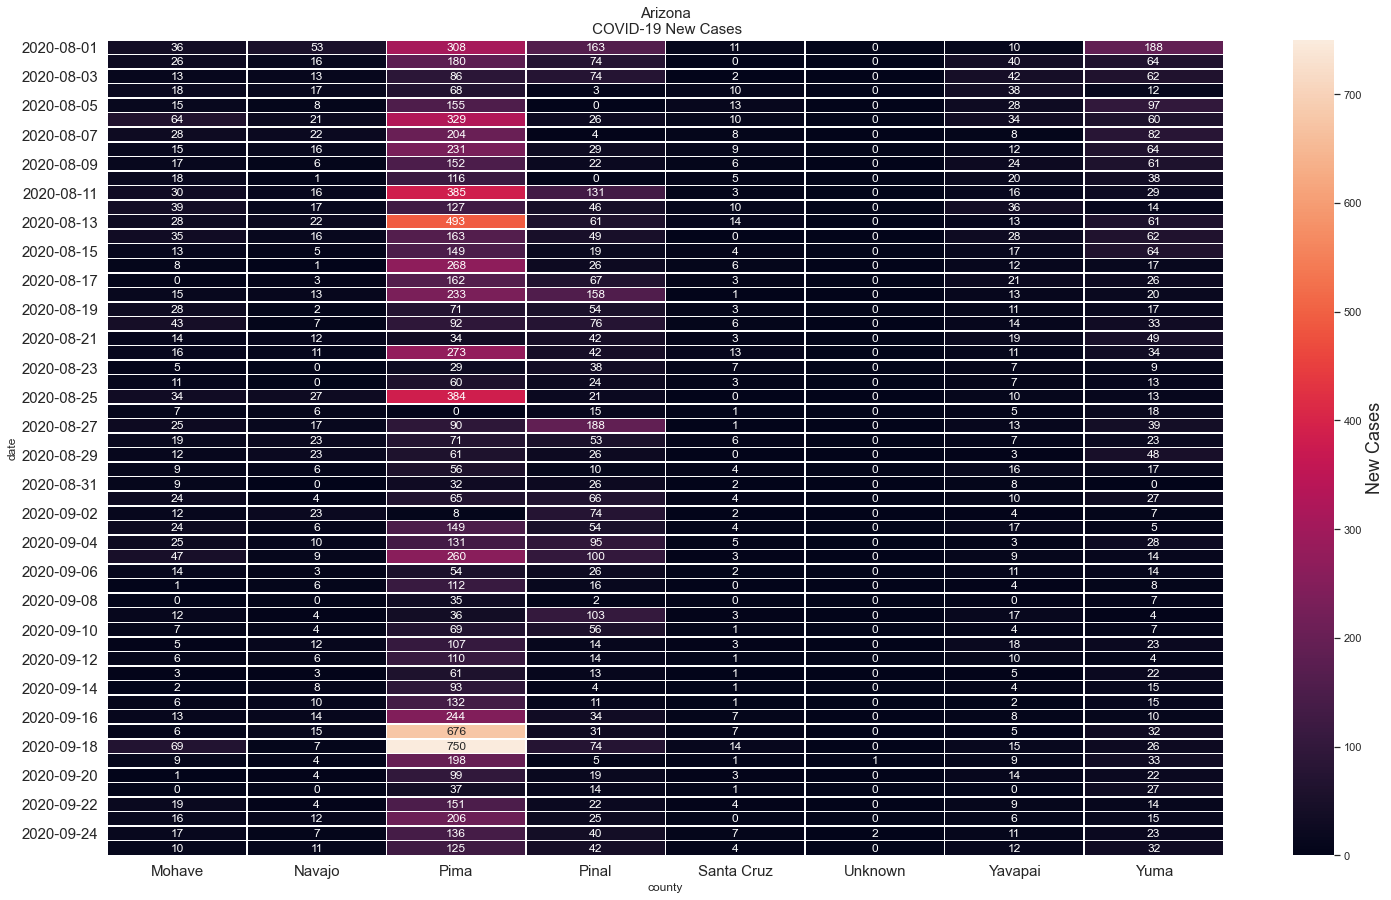 Arizona
COVID-19 New Cases
2020-08-01 36 53 308 163 11 0 10 188
26 16 180 74 0 0 40 64
2020-08-03 13 13 86 74 2 0 42 62
18 17 68 3 10 0 38 12
2020-08-05 15 8 155 0 13 0 28 97
64 21 329 26 10 0 34 60
2020-08-07 28 22 204 4 8 0 8 82
15 16 231 29 9 0 12 64
2020-08-09 17 6 152 22 6 0 24 61
18 1 116 0 5 0 20 38
2020-08-11 30 16 385 131 3 0 16 29
39 17 127 46 10 0 36 14
2020-08-13 28 22 493 61 14 0 13 61
35 16 163 49 0 0 28 62
2020-08-15 13 5 149 19 4 0 17 64
8 1 268 26 6 0 12 17
2020-08-17 0 3 162 67 3 0 21 26
15 13 233 158 1 0 13 20
2020-08-19 28 2 71 54 3 0 11 17
43 7 92 76 6 0 14 33
2020-08-21 14 12 34 42 3 0 19 49
16 11 273 42 13 0 11 34
2020-08-23 5 0 29 38 7 0 7 9
11 0 60 24 3 0 7 13
2020-08-25 34 27 384 21 0 0 10 13
7 6 0 15 1 0 5 18
2020-08-27 25 17 90 188 1 0 13 39
19 23 71 53 6 0 7 23
2020-08-29 12 23 61 26 0 0 3 48
9 6 56 10 4 0 16 17
2020-08-31 9 0 32 26 2 0 8 0
24 4 65 66 4 0 10 27
2020-09-02 12 23 8 74 2 0 4 7
24 6 149 54 4 0 17 5
2020-09-04 25 10 131 95 5 0 3 28
47 9 260 100 3 0 9 14
2020-09-06 14 3 54 26 2 0 11 14
1 6 112 16 0 0 4 8
2020-09-08 0 0 35 2 0 0 0 7
12 4 36 103 3 0 17 4
2020-09-10 7 4 69 56 1 0 4 7
5 12 107 14 3 0 18 23
2020-09-12 6 6 110 14 1 0 10 4
3 3 61 13 1 0 5 22
2020-09-14 2 8 93 4 1 0 4 15
6 10 132 11 1 0 2 15
2020-09-16 13 14 244 34 7 0 8 10
6 15 676 31 7 0 5 32
2020-09-18 69 7 750 74 14 0 15 26
9 4 198 5 1 1 9 33
2020-09-20 1 4 99 19 3 0 14 22
0 0 37 14 1 0 0 27
2020-09-22 19 4 151 22 4 0 9 14
16 12 206 25 0 0 6 15
2020-09-24 17 7 136 40 7 2 11 23
10 11 125 42 4 0 12 32
Mohave Navajo Pima Pinal Santa Cruz Unknown Yavapai Yuma
county
date
700
600
500
400
300
200
100
0
New Cases